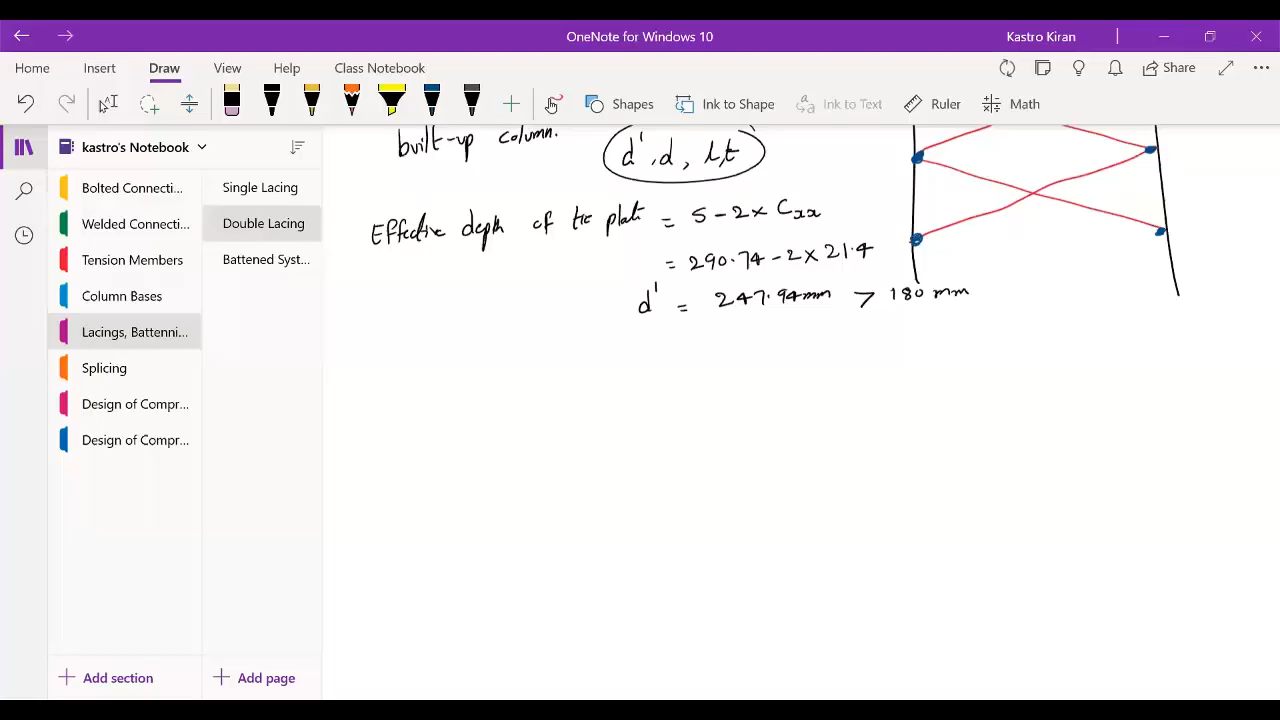 OneNote for Windows 10
Kastro Kiran
Home Insert Draw View Help Class Notebook
Share
Shapes
Ink to Shape
Ink to Text
Ruler
Math
kastro's Notebook
Bolted Connecti...
Welded Connecti...
Tension Members
Column Bases
Lacings, Battenni...
Splicing
Design of Compr...
Design of Compr...
Add section
Single Lacing
Double Lacing
Battened Syst...
Add page
built-up column.
d', d, l, t
Effective depth of tie plate = S - 2 x Cxx
= 290.74 - 2 x 21.4
d' = 247.94mm > 180 mm